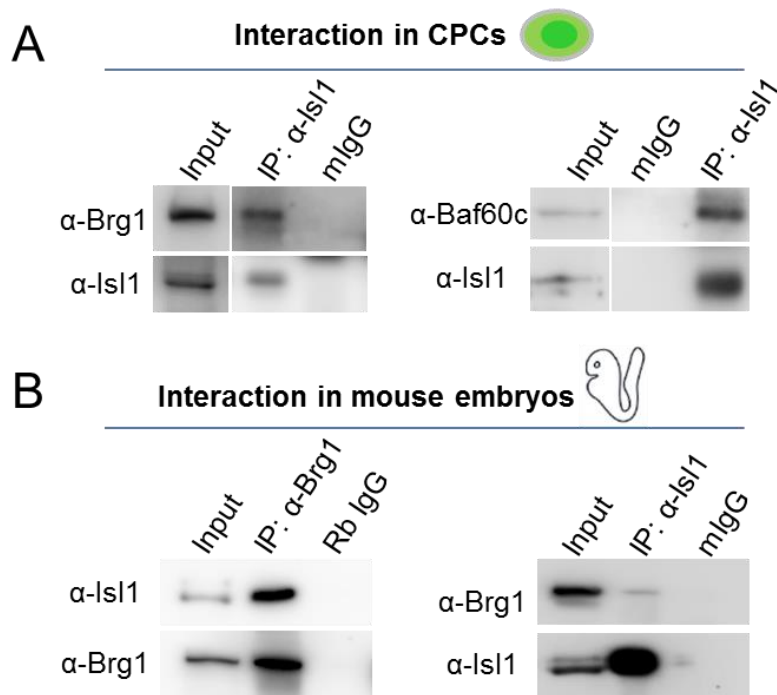 A
Interaction in CPCs
Input
IP: α-Isl1
mIgG
α-Brg1
α-Isl1
Input
mIgG
IP: α-Isl1
α-Baf60c
α-Isl1
B
Interaction in mouse embryos
Input
IP: α-Brg1
Rb IgG
α-Isl1
α-Brg1
Input
IP: α-Isl1
mIgG
α-Brg1
α-Isl1